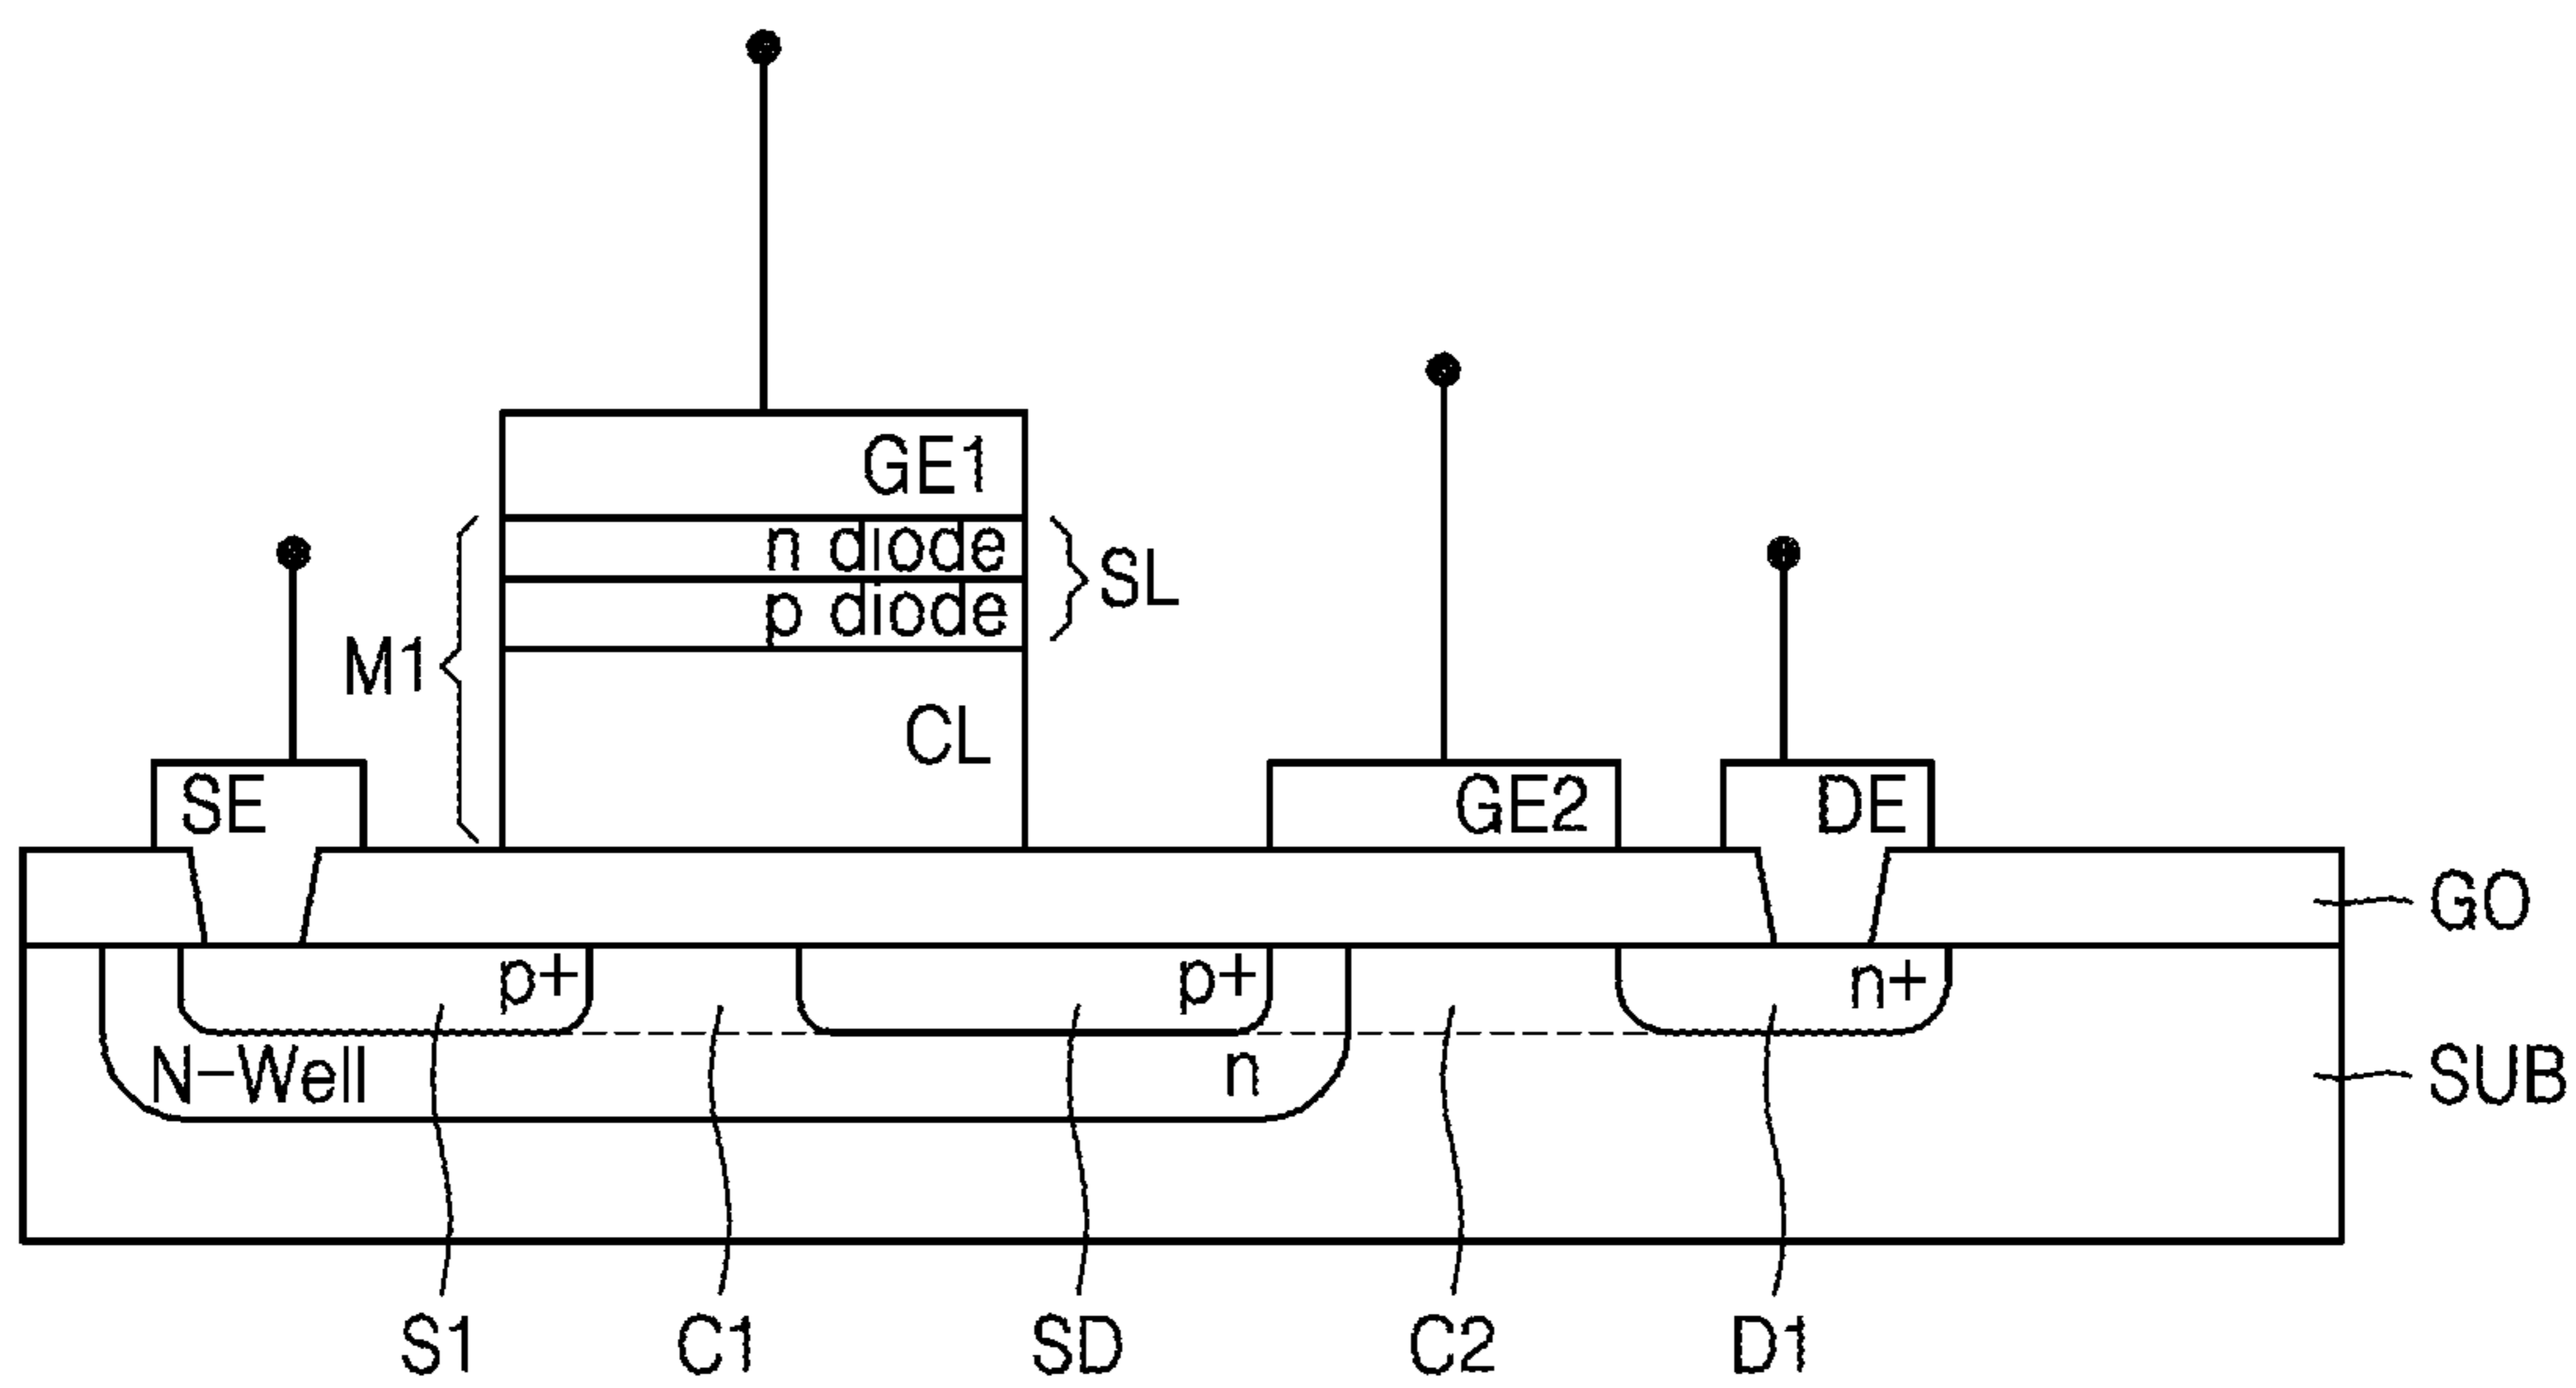 GE1
n diode
p diode
SL
M1
CL
SE
GE2
DE
GO
p+
p+
n+
N-Well
n
SUB
S1
C1
SD
C2
D1